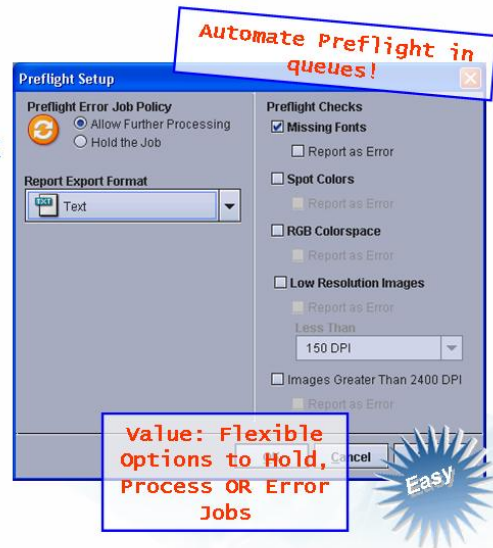 Automate Preflight in
queues!
Preflight Setup
Preflight Error Job Policy
Allow Further Processing
Hold the Job
Report Export Format
TXT
Text
Preflight Checks
Missing Fonts
Report as Error
Spot Colors
Report as Error
RGB Colorspace
Report as Error
Low Resolution Images
Report as Error
Less Than
150 DPI
Images Greater Than 2400 DPI
Report as Error
Cancel
Value: Flexible
Options to Hold,
Process OR Error
Jobs
Easy